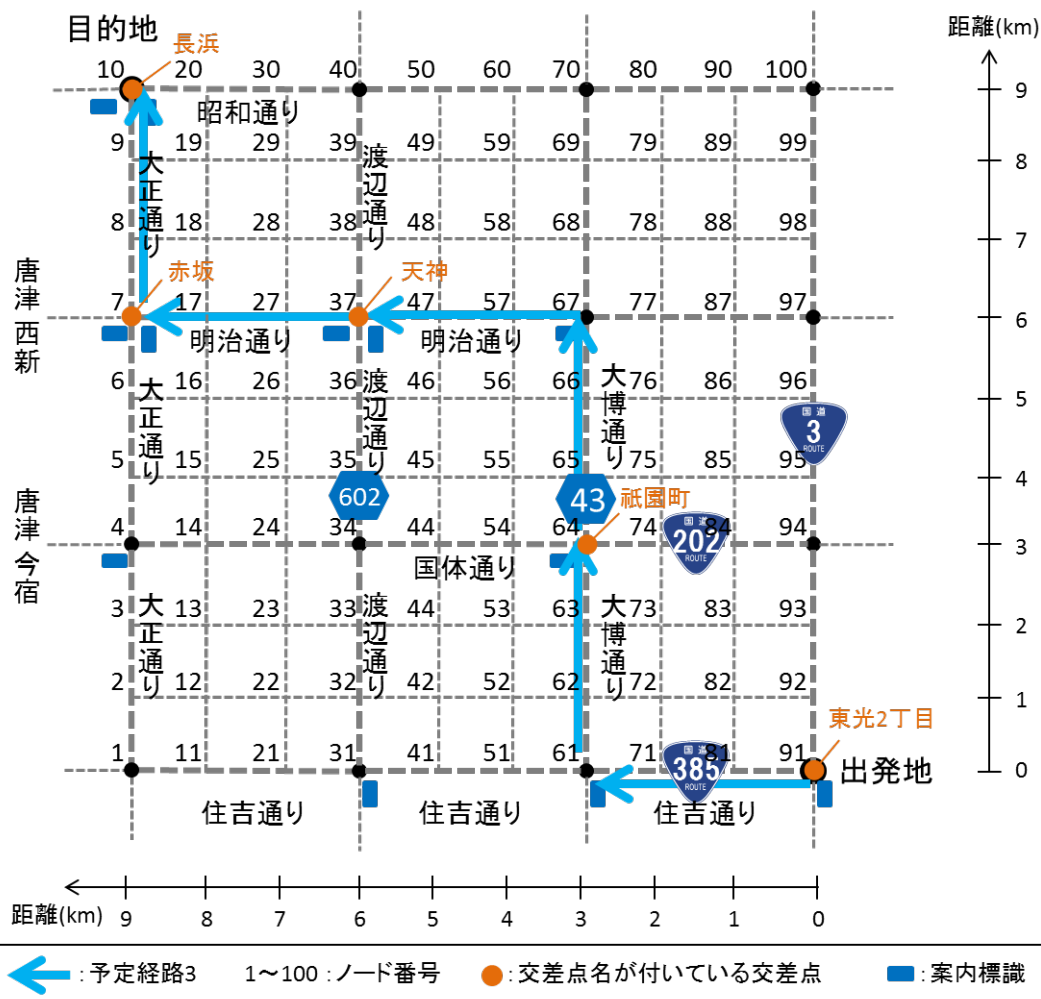 目的地
長浜
距離(km)
10 20 30 40 50 60 70 80 90 100
9
昭和通り
9 19 29 39 49 59 69 79 89 99
8
大正通り
渡辺通り
8 18 28 38 48 58 68 78 88 98
7
唐津 西新
赤坂
天神
7 17 27 37 47 57 67 77 87 97
6
明治通り
明治通り
6 16 26 36 46 56 66 76 86 96
5
大正通り
渡辺通り
大博通り
国道
3
ROUTE
5 15 25 35 45 55 65 75 85 95
4
602
43
祇園町
唐津 今宿
4 14 24 34 44 54 64 74 84 94
国道
202
ROUTE
3
国体通り
3 13 23 33 44 53 63 73 83 93
2
大正通り
渡辺通り
大博通り
2 12 22 32 42 52 62 72 82 92
1
東光2丁目
1 11 21 31 41 51 61 71 81 91
国道
385
ROUTE
出発地
0
住吉通り
住吉通り
住吉通り
距離(km) 9 8 7 6 5 4 3 2 1 0
:予定経路3 1~100:ノード番号 :交差点名が付いている交差点 :案内標識